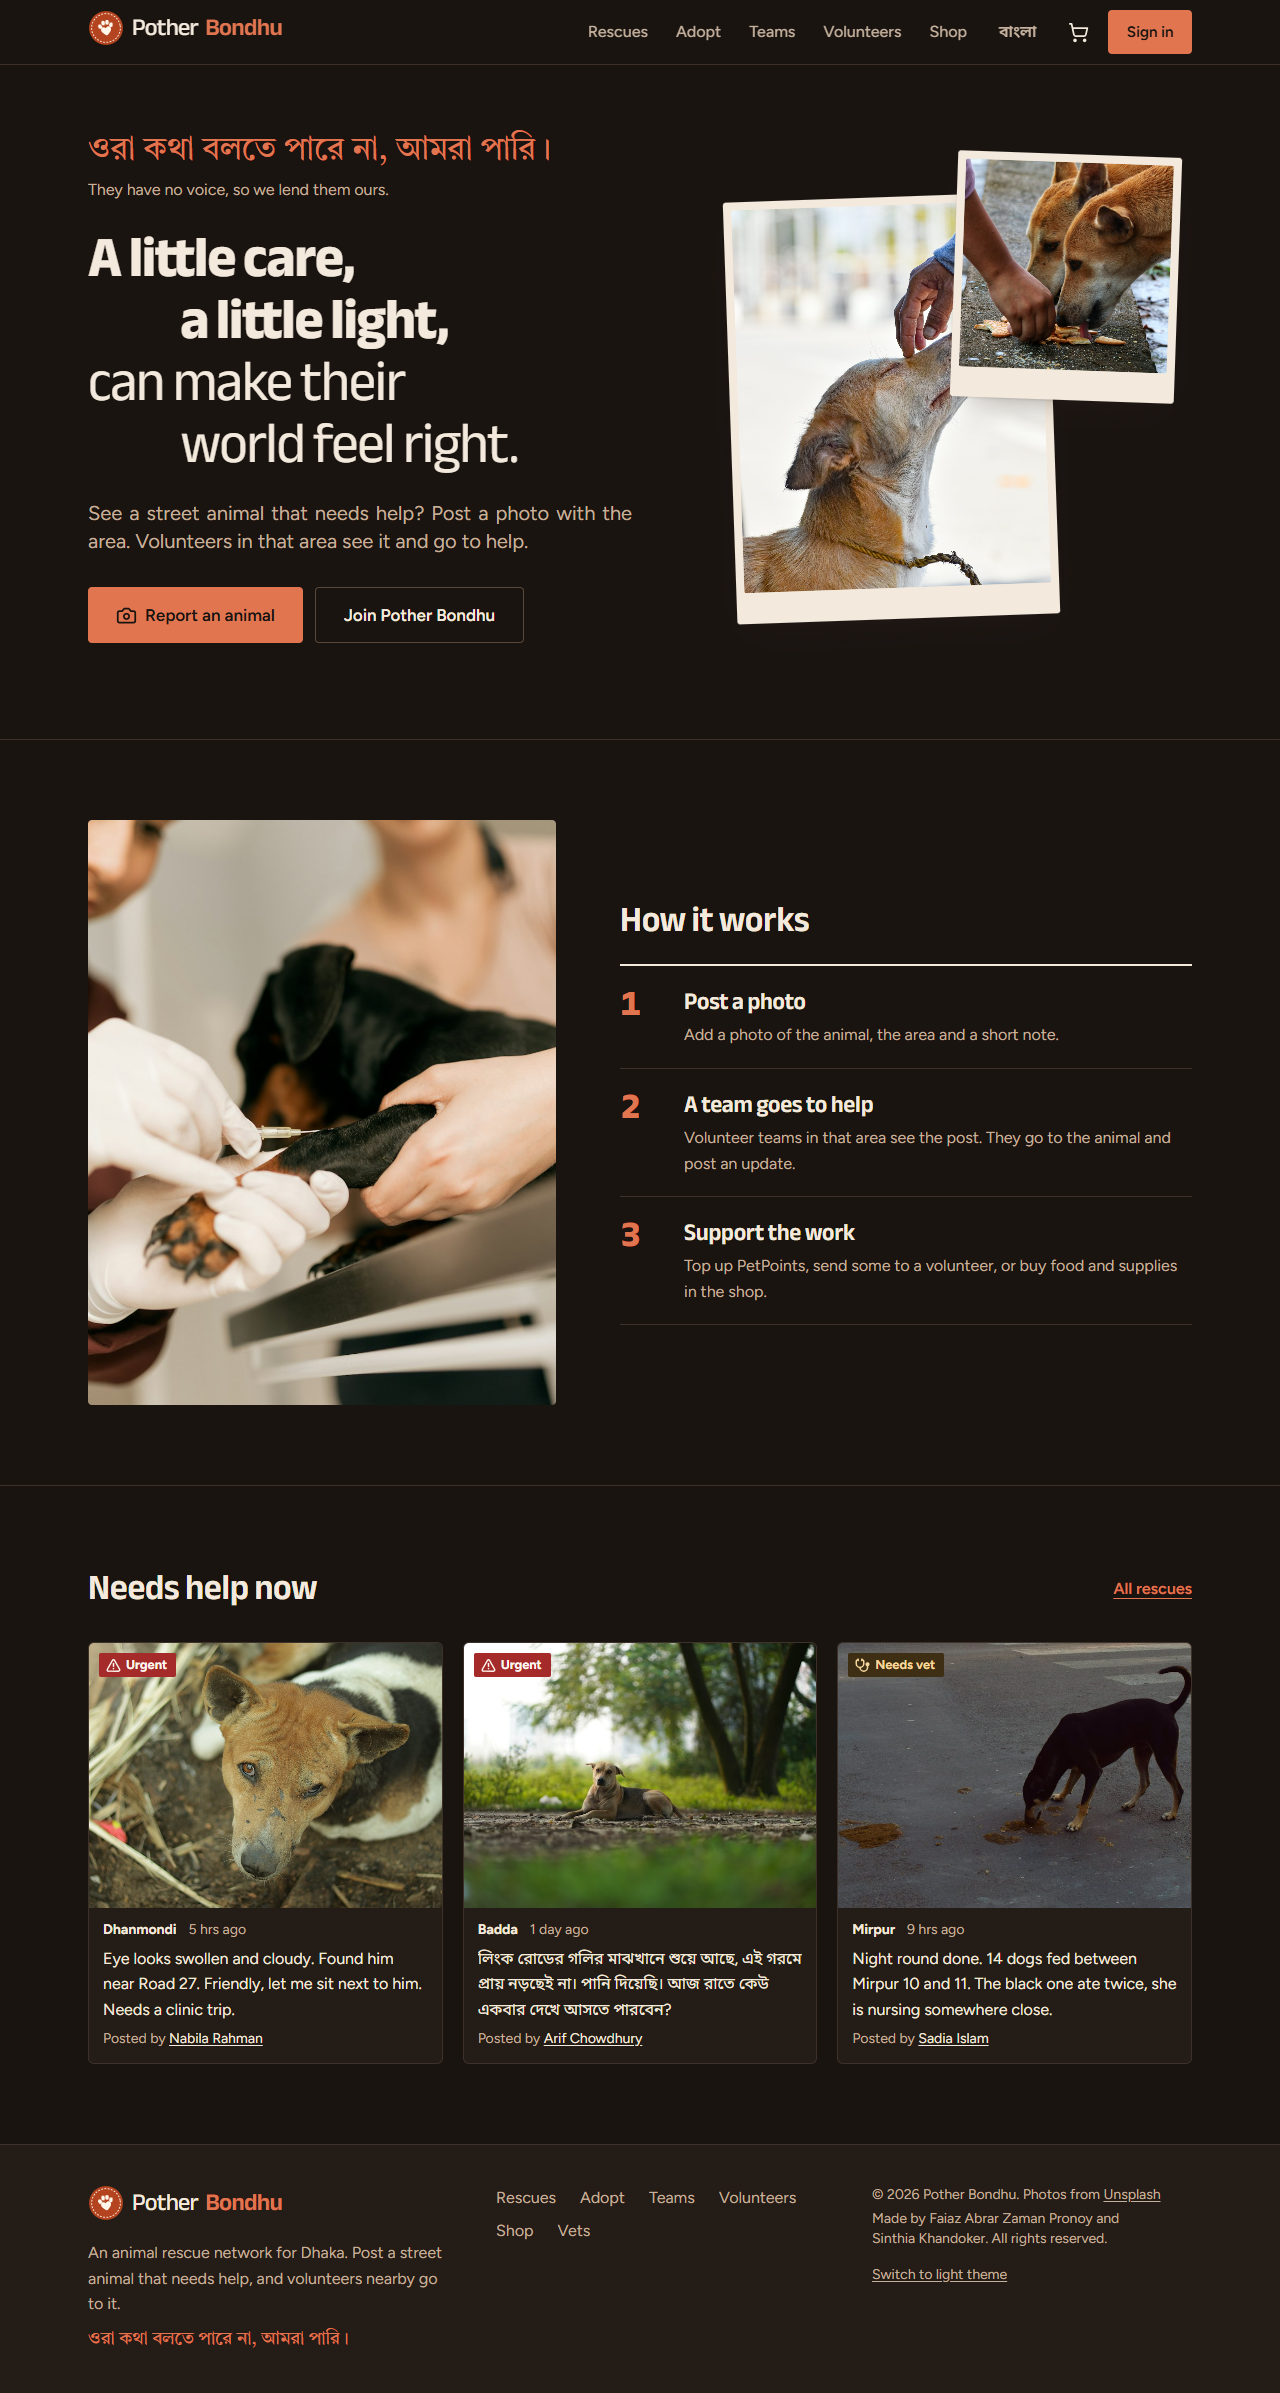 Pother Bondhu
Rescues Adopt Teams Volunteers Shop বাংলা Sign in
ওরা কথা বলতে পারে না, আমরা পারি।
They have no voice, so we lend them ours.
A little care,
a little light,
can make their
world feel right.
See a street animal that needs help? Post a photo with the
area. Volunteers in that area see it and go to help.
Report an animal Join Pother Bondhu
How it works
1 Post a photo
Add a photo of the animal, the area and a short note.
2 A team goes to help
Volunteer teams in that area see the post. They go to the animal and
post an update.
3 Support the work
Top up PetPoints, send some to a volunteer, or buy food and supplies
in the shop.
Needs help now
All rescues
Urgent
Dhanmondi 5 hrs ago
Eye looks swollen and cloudy. Found him
near Road 27. Friendly, let me sit next to him.
Needs a clinic trip.
Posted by Nabila Rahman
Urgent
Badda 1 day ago
লিংক রোডের গলির মাঝখানে শুয়ে আছে, এই গরমে
প্রায় নড়ছেই না। পানি দিয়েছি। আজ রাতে কেউ
একবার দেখে আসতে পারবেন?
Posted by Arif Chowdhury
Needs vet
Mirpur 9 hrs ago
Night round done. 14 dogs fed between
Mirpur 10 and 11. The black one ate twice, she
is nursing somewhere close.
Posted by Sadia Islam
Pother Bondhu
An animal rescue network for Dhaka. Post a street
animal that needs help, and volunteers nearby go
to it.
ওরা কথা বলতে পারে না, আমরা পারি।
Rescues Adopt Teams Volunteers
Shop Vets
© 2026 Pother Bondhu. Photos from Unsplash
Made by Faiaz Abrar Zaman Pronoy and
Sinthia Khandoker. All rights reserved.
Switch to light theme